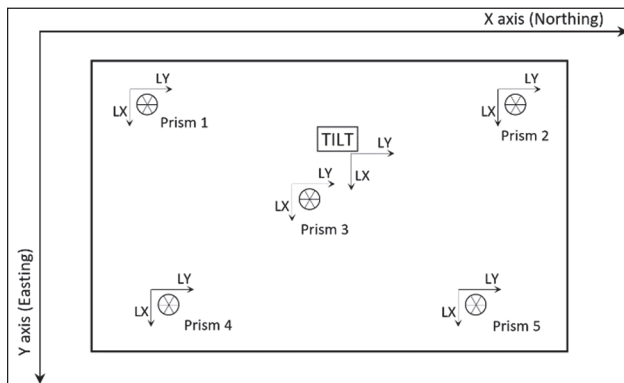 X axis (Northing)
LY
LX
Prism 1
LY
LX
Prism 2
TILT
LY
LX
LY
LX
Prism 3
LY
LX
Prism 4
LY
LX
Prism 5
Y axis (Easting)